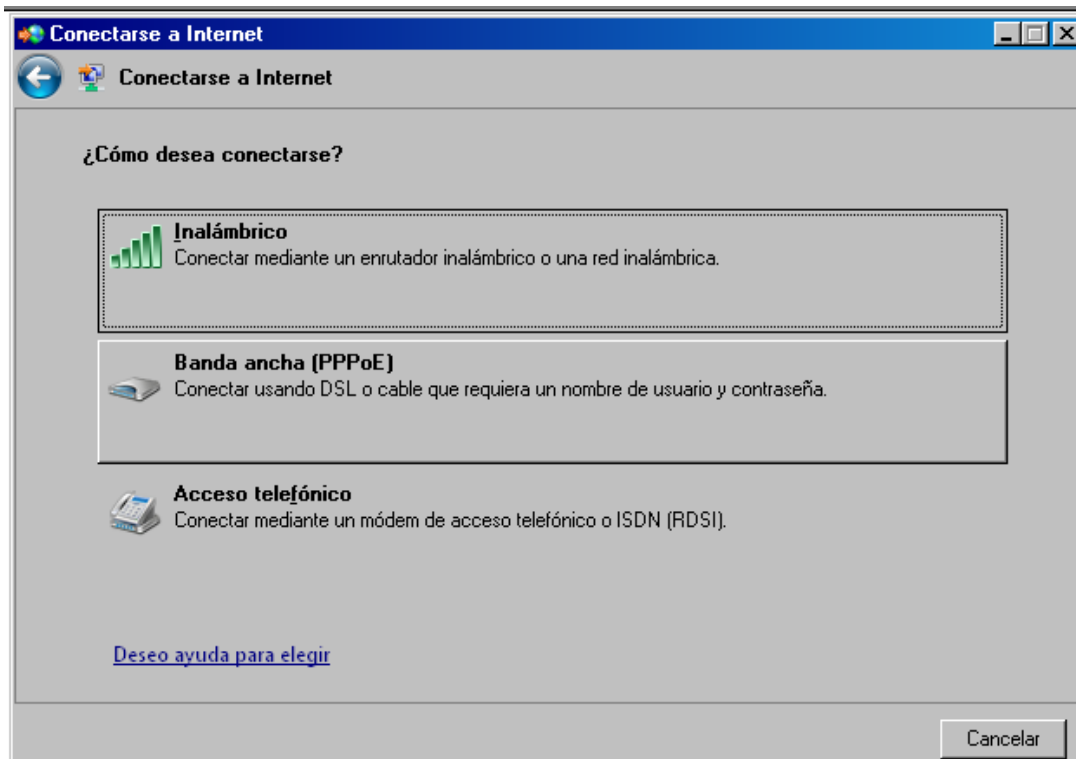 Conectarse a Internet
Conectarse a Internet
¿Cómo desea conectarse?
Inalámbrico
Conectar mediante un enrutador inalámbrico o una red inalámbrica.
Banda ancha (PPPoE)
Conectar usando DSL o cable que requiera un nombre de usuario y contraseña.
Acceso telefónico
Conectar mediante un módem de acceso telefónico o ISDN (RDSI).
Deseo ayuda para elegir
Cancelar